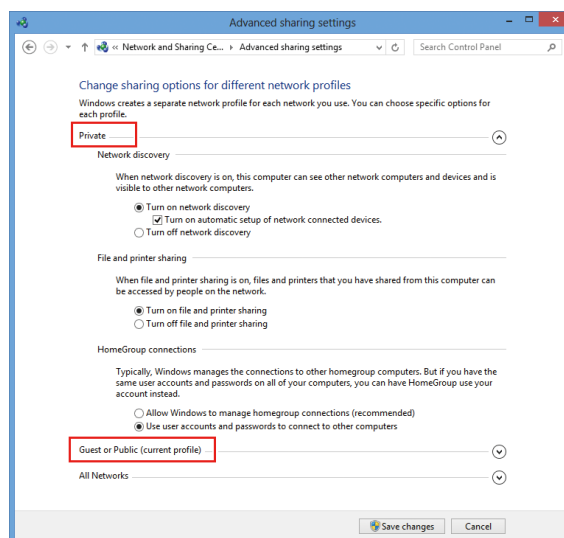 Advanced sharing settings
« Network and Sharing Ce... Advanced sharing settings Search Control Panel
Change sharing options for different network profiles
Windows creates a separate network profile for each network you use. You can choose specific options for
each profile.
Private
Network discovery
When network discovery is on, this computer can see other network computers and devices and is
visible to other network computers.
Turn on network discovery
Turn on automatic setup of network connected devices.
Turn off network discovery
File and printer sharing
When file and printer sharing is on, files and printers that you have shared from this computer can
be accessed by people on the network.
Turn on file and printer sharing
Turn off file and printer sharing
HomeGroup connections
Typically, Windows manages the connections to other homegroup computers. But if you have the
same user accounts and passwords on all of your computers, you can have HomeGroup use your
account instead.
Allow Windows to manage homegroup connections (recommended)
Use user accounts and passwords to connect to other computers
Guest or Public (current profile)
All Networks
Save changes Cancel